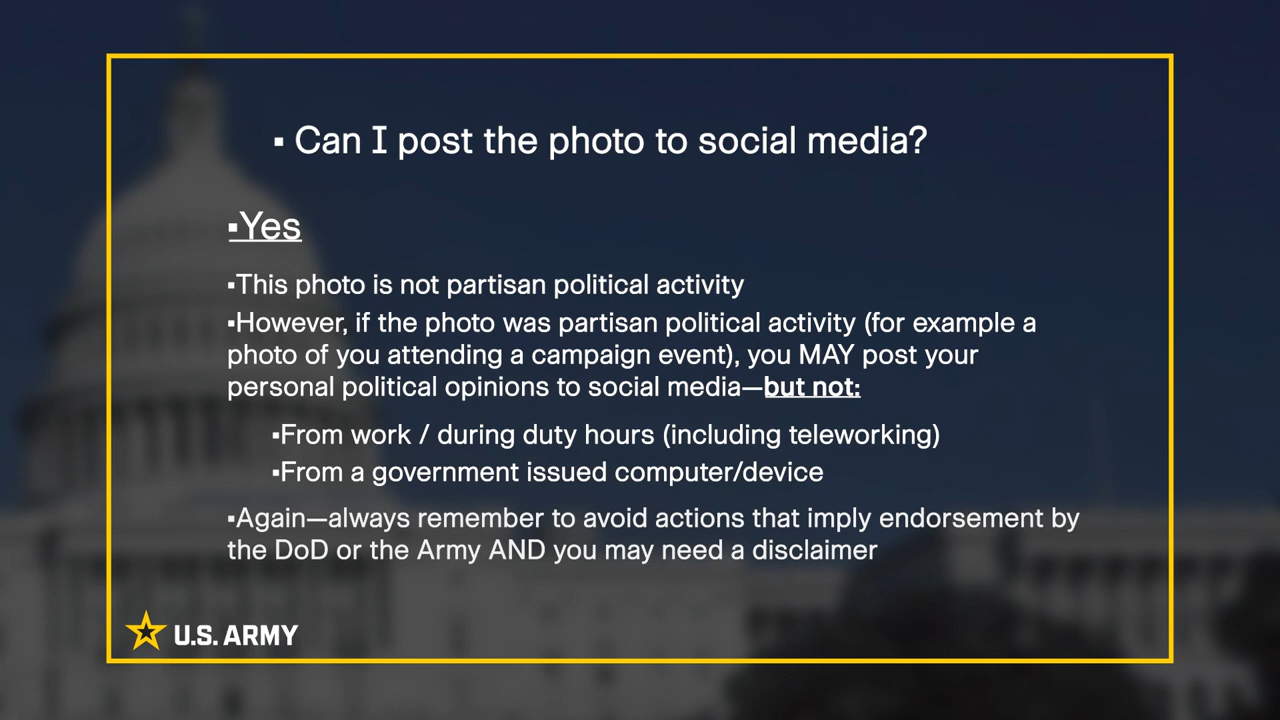 ▪ Can I post the photo to social media?
▪Yes
▪This photo is not partisan political activity
▪However, if the photo was partisan political activity (for example a
photo of you attending a campaign event), you MAY post your
personal political opinions to social media—but not:
▪From work / during duty hours (including teleworking)
▪From a government issued computer/device
▪Again—always remember to avoid actions that imply endorsement by
the DoD or the Army AND you may need a disclaimer
U.S. ARMY